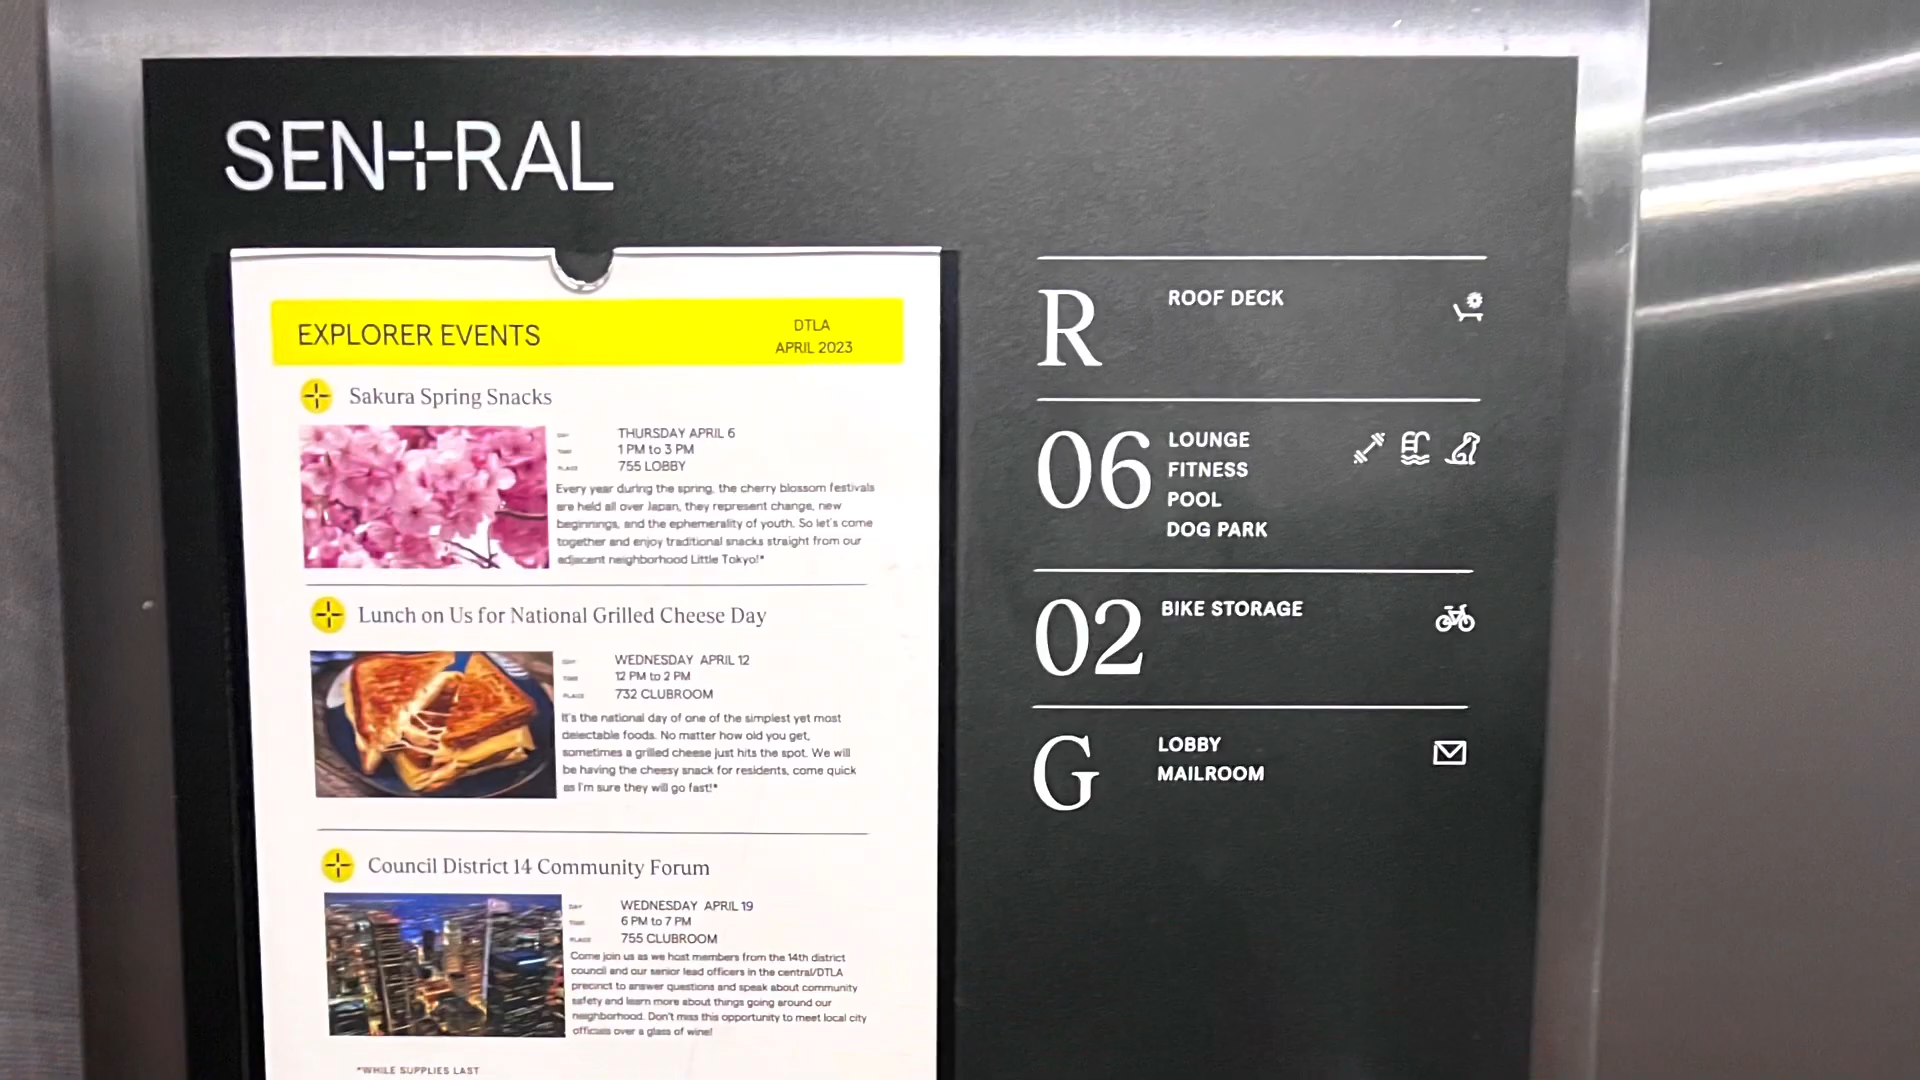 SENTRAL
EXPLORER EVENTS
DTLA
APRIL 2023
Sakura Spring Snacks
DAY THURSDAY APRIL 6
TIME 1 PM to 3 PM
PLACE 755 LOBBY
Every year during the spring, the cherry blossom festivals
are held all over Japan, they represent change, new
beginnings, and the ephemerality of youth. So let's come
together and enjoy traditional snacks straight from our
adjacent neighborhood Little Tokyo!*
Lunch on Us for National Grilled Cheese Day
DAY WEDNESDAY APRIL 12
TIME 12 PM to 2 PM
PLACE 732 CLUBROOM
It's the national day of one of the simplest yet most
delectable foods. No matter how old you get,
sometimes a grilled cheese just hits the spot. We will
be having the cheesy snack for residents, come quick
as I'm sure they will go fast!*
Council District 14 Community Forum
DAY WEDNESDAY APRIL 19
TIME 6 PM to 7 PM
PLACE 755 CLUBROOM
Come join us as we host members from the 14th district
council and our senior lead officers in the central/DTLA
precinct to answer questions and speak about community
safety and learn more about things going around our
neighborhood. Don't miss this opportunity to meet local city
officials over a glass of wine!
*WHILE SUPPLIES LAST
R ROOF DECK
06 LOUNGE
FITNESS
POOL
DOG PARK
02 BIKE STORAGE
G LOBBY
MAILROOM